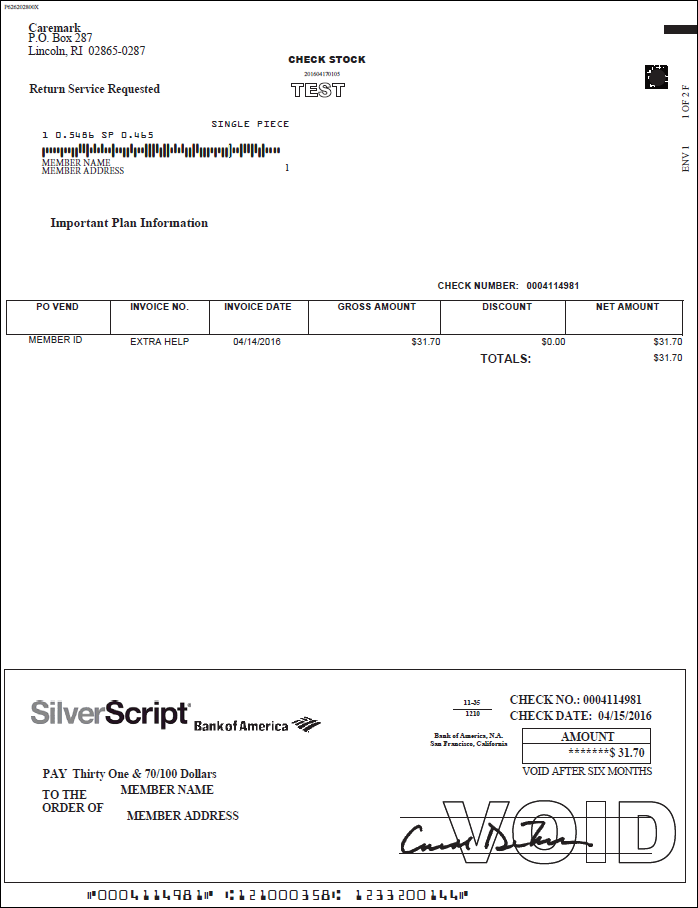 P626202800X
Caremark
P.O. Box 287
Lincoln, RI 02865-0287
CHECK STOCK
201604170105
TEST
Return Service Requested
1 OF 2 F
ENV 1
SINGLE PIECE
1 0.5486 SP 0.465
MEMBER NAME
MEMBER ADDRESS
1
Important Plan Information
CHECK NUMBER: 0004114981
PO VEND INVOICE NO. INVOICE DATE GROSS AMOUNT DISCOUNT NET AMOUNT
MEMBER ID EXTRA HELP 04/14/2016 $31.70 $0.00 $31.70
TOTALS: $31.70
SilverScript
Bank of America
11-35
1210
CHECK NO.: 0004114981
CHECK DATE: 04/15/2016
Bank of America, N.A.
San Francisco, California
AMOUNT
*******$ 31.70
VOID AFTER SIX MONTHS
PAY Thirty One & 70/100 Dollars
TO THE
ORDER OF
MEMBER NAME
MEMBER ADDRESS
VOID
⑈0004114981⑈ ⑆121000358⑆ 1233200144⑈